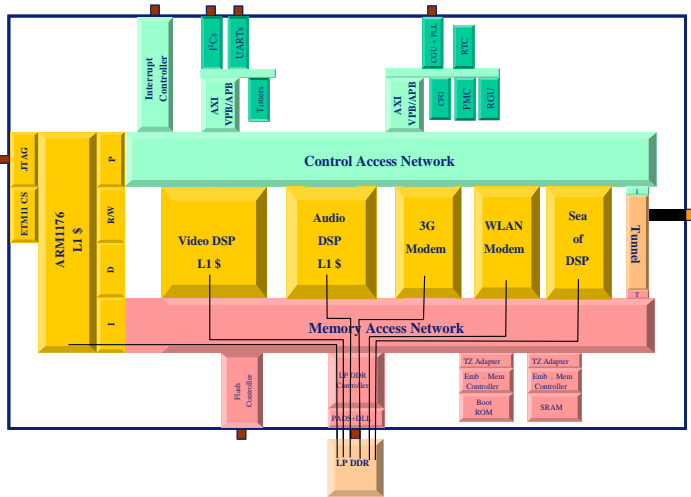 I²Cs
UARTs
CGU + PLL
RTC
Interrupt
Controller
AXI
VPB/APB
Timers
AXI
VPB/APB
CFG
PMC
RGU
JTAG
ETM11 CS
ARM1176
L1 $
P
R/W
D
I
Control Access Network
Video DSP
L1 $
Audio
DSP
L1 $
3G
Modem
WLAN
Modem
Sea
of
DSP
I
Tunnel
T
Memory Access Network
Flash
Controller
LP DDR
Controller
PADS+DLL
TZ Adapter
Emb . Mem
Controller
Boot
ROM
TZ Adapter
Emb . Mem
Controller
SRAM
LP DDR